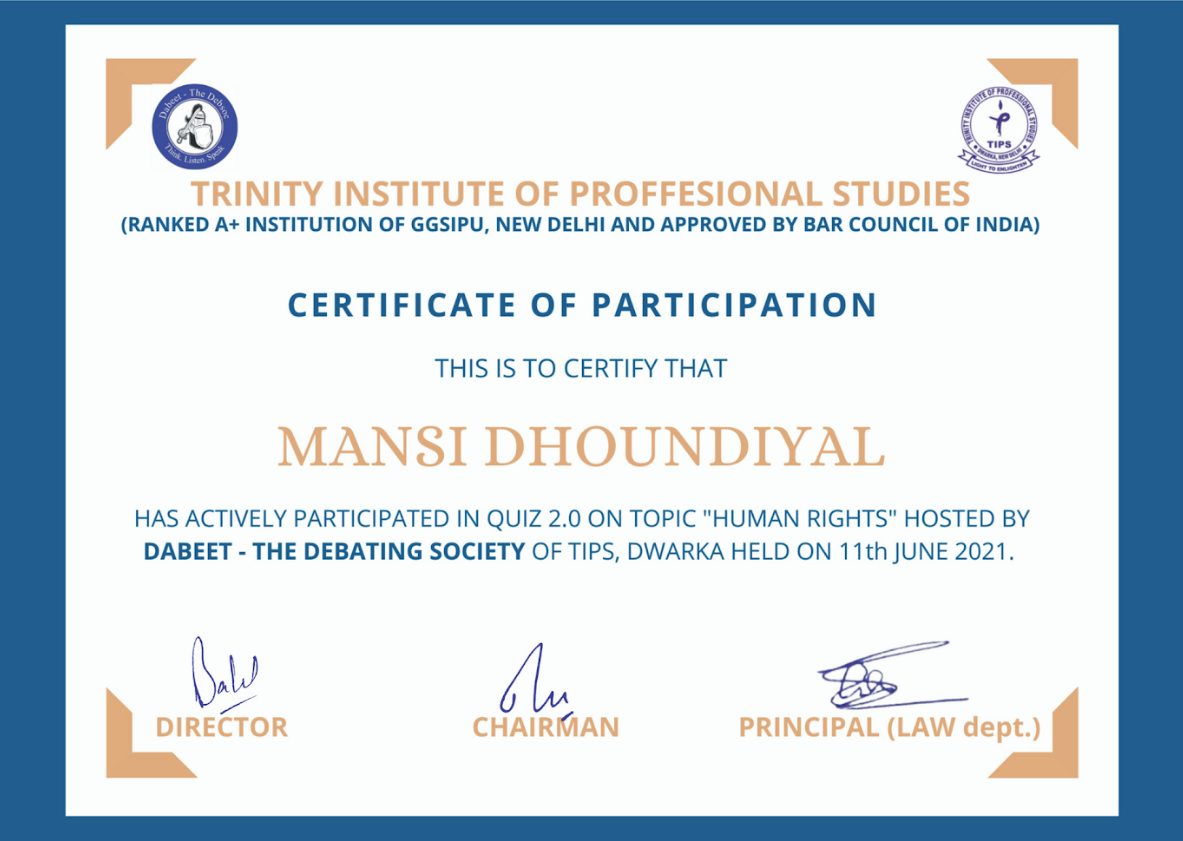 Dabeet - The Debsoc
Think. Listen. Speak
TRINITY INSTITUTE OF PROFESSIONAL STUDIES
TIPS
DWARKA, NEW DELHI
LIGHT TO ENLIGHTEN
TRINITY INSTITUTE OF PROFFESIONAL STUDIES
(RANKED A+ INSTITUTION OF GGSIPU, NEW DELHI AND APPROVED BY BAR COUNCIL OF INDIA)
CERTIFICATE OF PARTICIPATION
THIS IS TO CERTIFY THAT
MANSI DHOUNDIYAL
HAS ACTIVELY PARTICIPATED IN QUIZ 2.0 ON TOPIC "HUMAN RIGHTS" HOSTED BY
DABEET - THE DEBATING SOCIETY OF TIPS, DWARKA HELD ON 11th JUNE 2021.
DIRECTOR
CHAIRMAN
PRINCIPAL (LAW dept.)